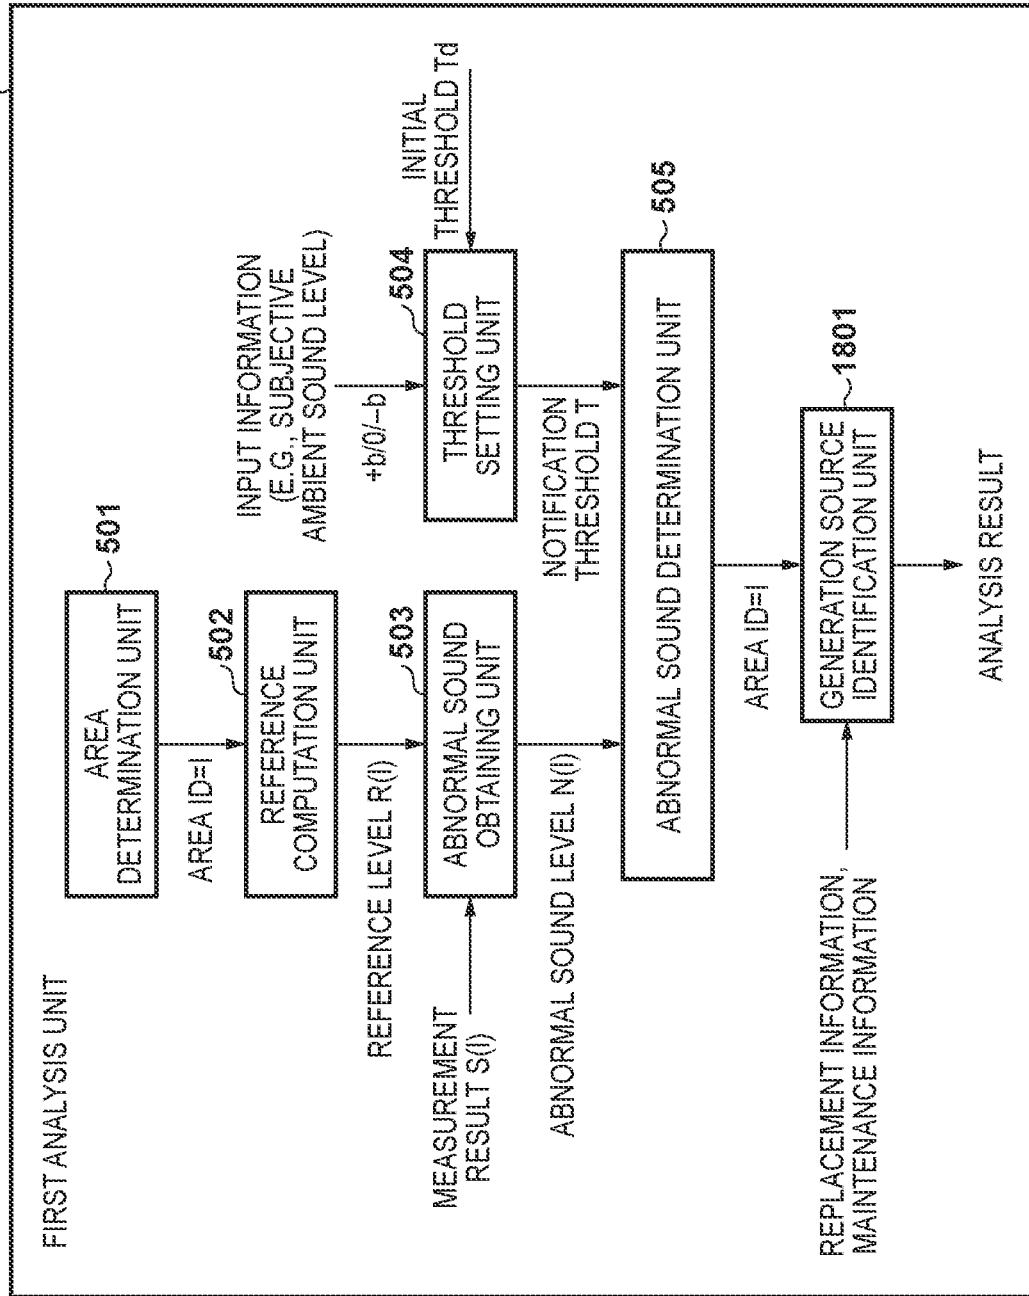 FIRST ANALYSIS UNIT
AREA
DETERMINATION UNIT
501
AREA ID=I
REFERENCE
COMPUTATION UNIT
502
REFERENCE LEVEL R(I)
MEASUREMENT
RESULT S(I)
ABNORMAL SOUND
OBTAINING UNIT
503
ABNORMAL SOUND LEVEL N(I)
INPUT INFORMATION
(E.G., SUBJECTIVE
AMBIENT SOUND LEVEL)
+b/0/–b
THRESHOLD
SETTING UNIT
504
INITIAL
THRESHOLD Td
NOTIFICATION
THRESHOLD T
ABNORMAL SOUND DETERMINATION UNIT
505
AREA ID=I
REPLACEMENT INFORMATION,
MAINTENANCE INFORMATION
GENERATION SOURCE
IDENTIFICATION UNIT
1801
ANALYSIS RESULT